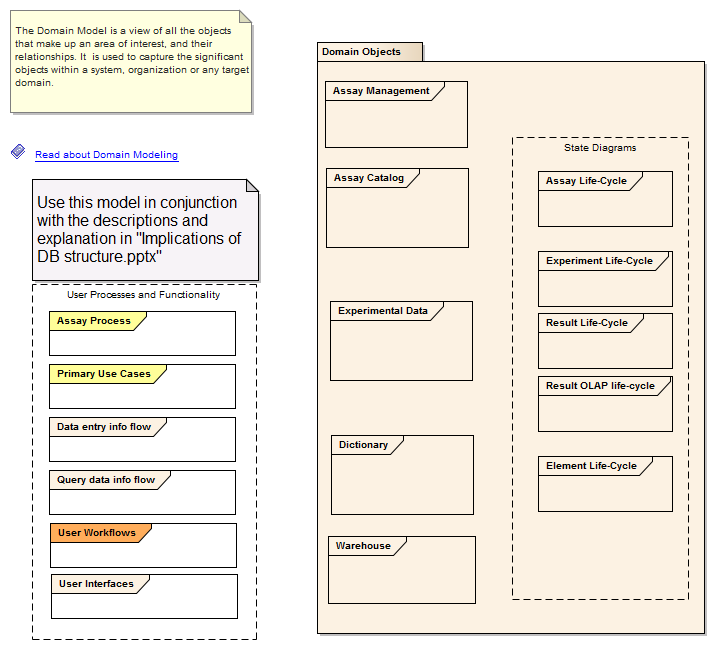 The Domain Model is a view of all the objects
that make up an area of interest, and their
relationships. It is used to capture the significant
objects within a system, organization or any target
domain.
Read about Domain Modeling
Use this model in conjunction
with the descriptions and
explanation in "Implications of
DB structure.pptx"
User Processes and Functionality
Assay Process
Primary Use Cases
Data entry info flow
Query data info flow
User Workflows
User Interfaces
Domain Objects
Assay Management
Assay Catalog
Experimental Data
Dictionary
Warehouse
State Diagrams
Assay Life-Cycle
Experiment Life-Cycle
Result Life-Cycle
Result OLAP life-cycle
Element Life-Cycle